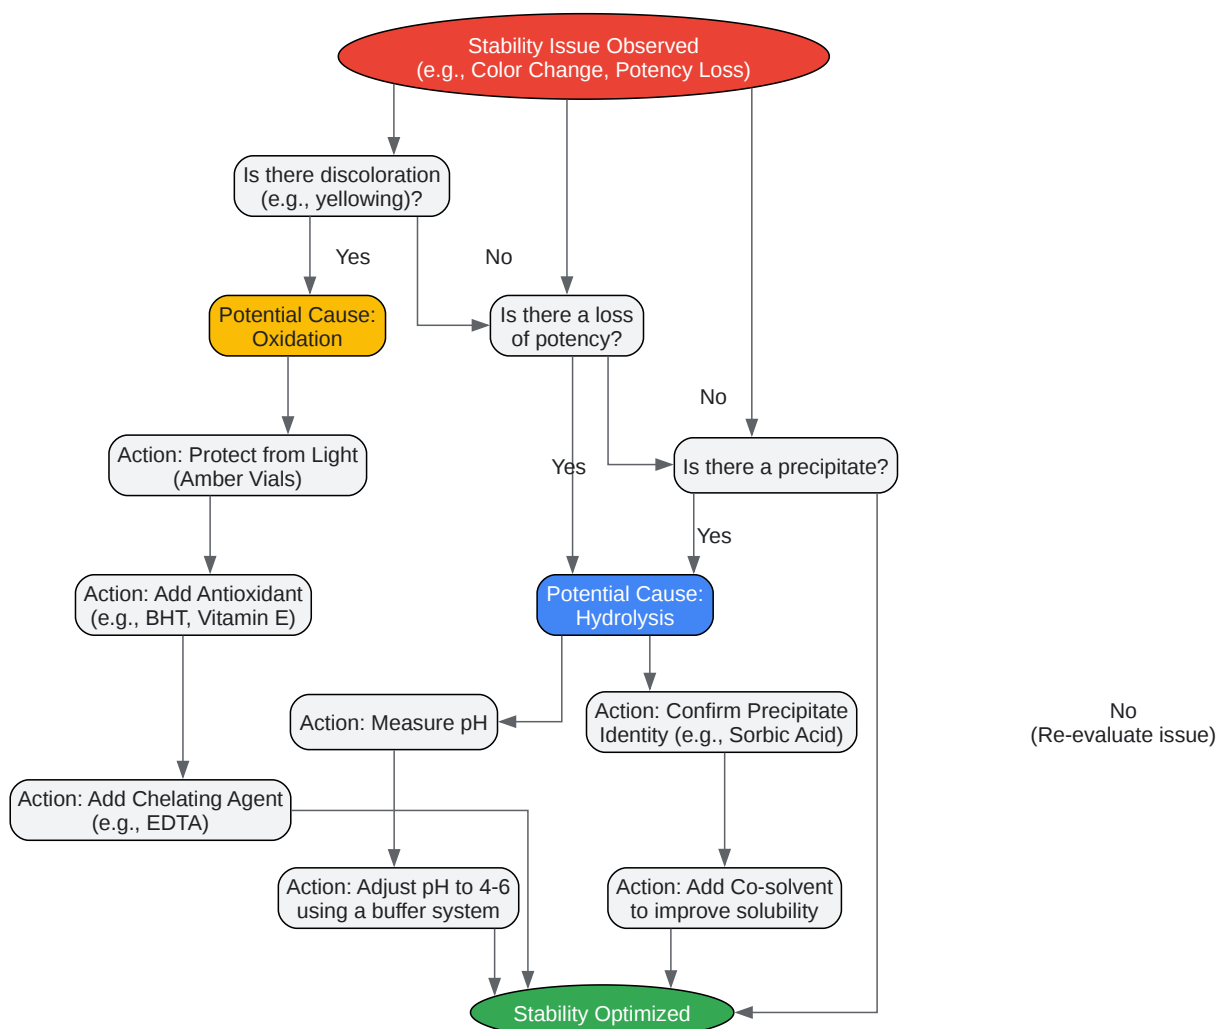 Stability Issue Observed
(e.g., Color Change, Potency Loss)
Is there discoloration
(e.g., yellowing)?
Yes
No
Potential Cause:
Oxidation
Is there a loss
of potency?
No
Action: Protect from Light
(Amber Vials)
Yes
Is there a precipitate?
Yes
Action: Add Antioxidant
(e.g., BHT, Vitamin E)
Potential Cause:
Hydrolysis
Action: Measure pH
Action: Confirm Precipitate
Identity (e.g., Sorbic Acid)
No
(Re-evaluate issue)
Action: Add Chelating Agent
(e.g., EDTA)
Action: Adjust pH to 4-6
using a buffer system
Action: Add Co-solvent
to improve solubility
Stability Optimized